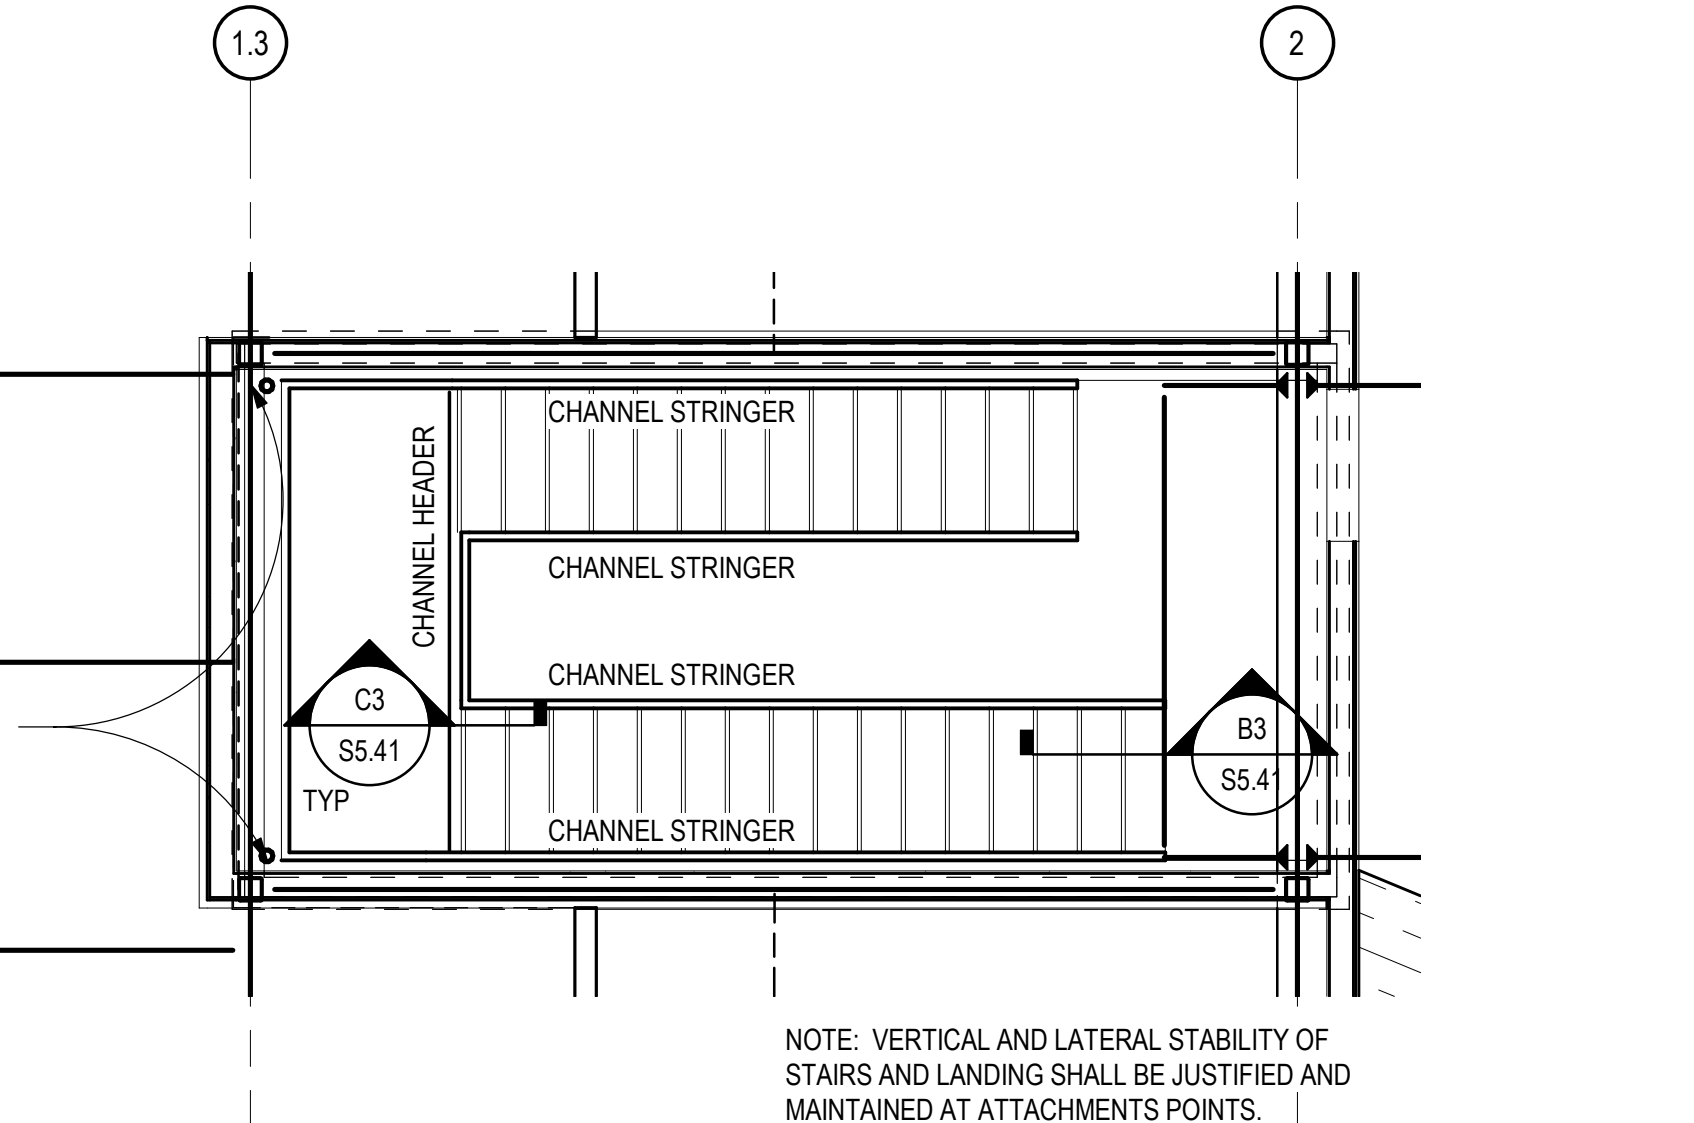 1.3
2
CHANNEL STRINGER
CHANNEL HEADER
CHANNEL STRINGER
CHANNEL STRINGER
C3
S5.41
B3
S5.41
TYP
CHANNEL STRINGER
NOTE: VERTICAL AND LATERAL STABILITY OF
STAIRS AND LANDING SHALL BE JUSTIFIED AND
MAINTAINED AT ATTACHMENTS POINTS.